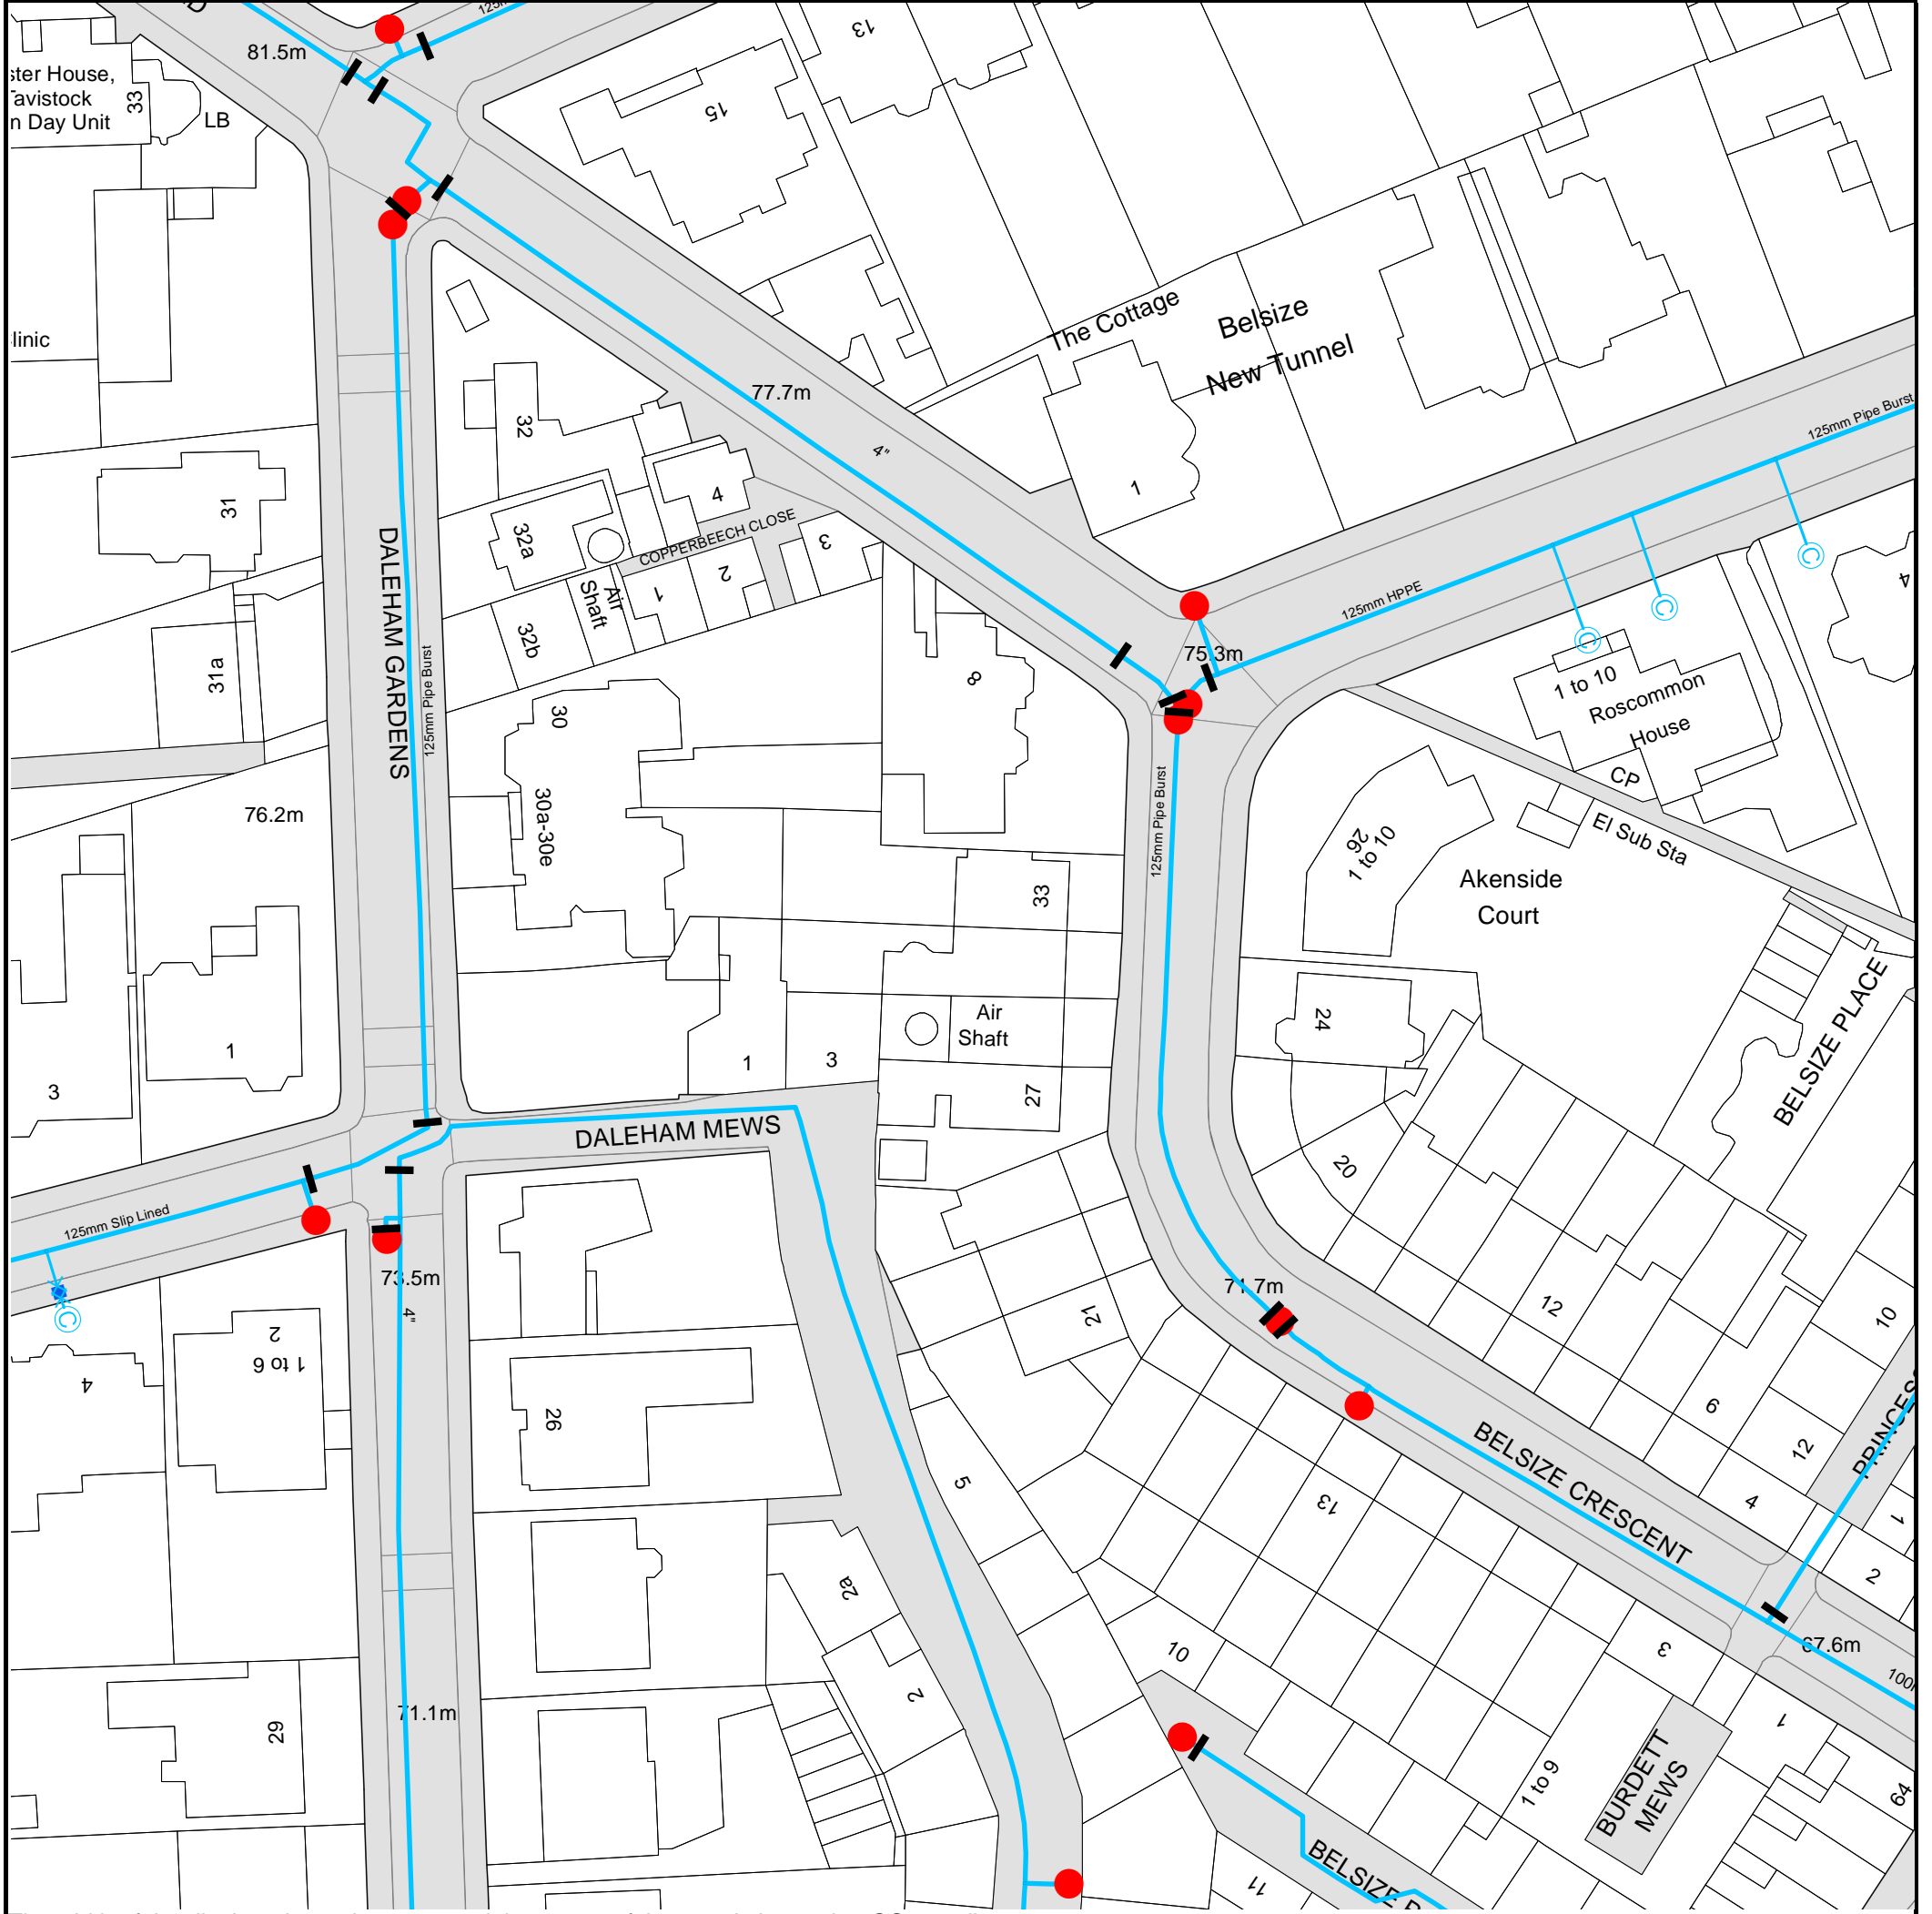 81.5m
ster House,
Tavistock
n Day Unit
33
LB
15
13
linic
The Cottage
Belsize
New Tunnel
77.7m
4"
1
125mm Pipe Burst
32
31
32a
4
COPPERBEECH CLOSE
3
2
1
Air
Shaft
32b
31a
DALEHAM GARDENS
125mm Pipe Burst
30
30a-30e
76.2m
8
75.3m
125mm HPPE
4
1 to 10
Roscommon
House
CP
El Sub Sta
26
1 to 10
Akenside
Court
125mm Pipe Burst
33
Air
Shaft
24
BELSIZE PLACE
1
3
1
3
27
DALEHAM MEWS
20
125mm Slip Lined
73.5m
4"
71.7m
12
10
21
2
1 to 6
4
26
6
12
PRINCESS
4
1
2
BELSIZE CRESCENT
5
13
2a
10
3
67.6m
2
71.1m
29
1
1 to 9
BURDETT
MEWS
64
11
BELSIZE